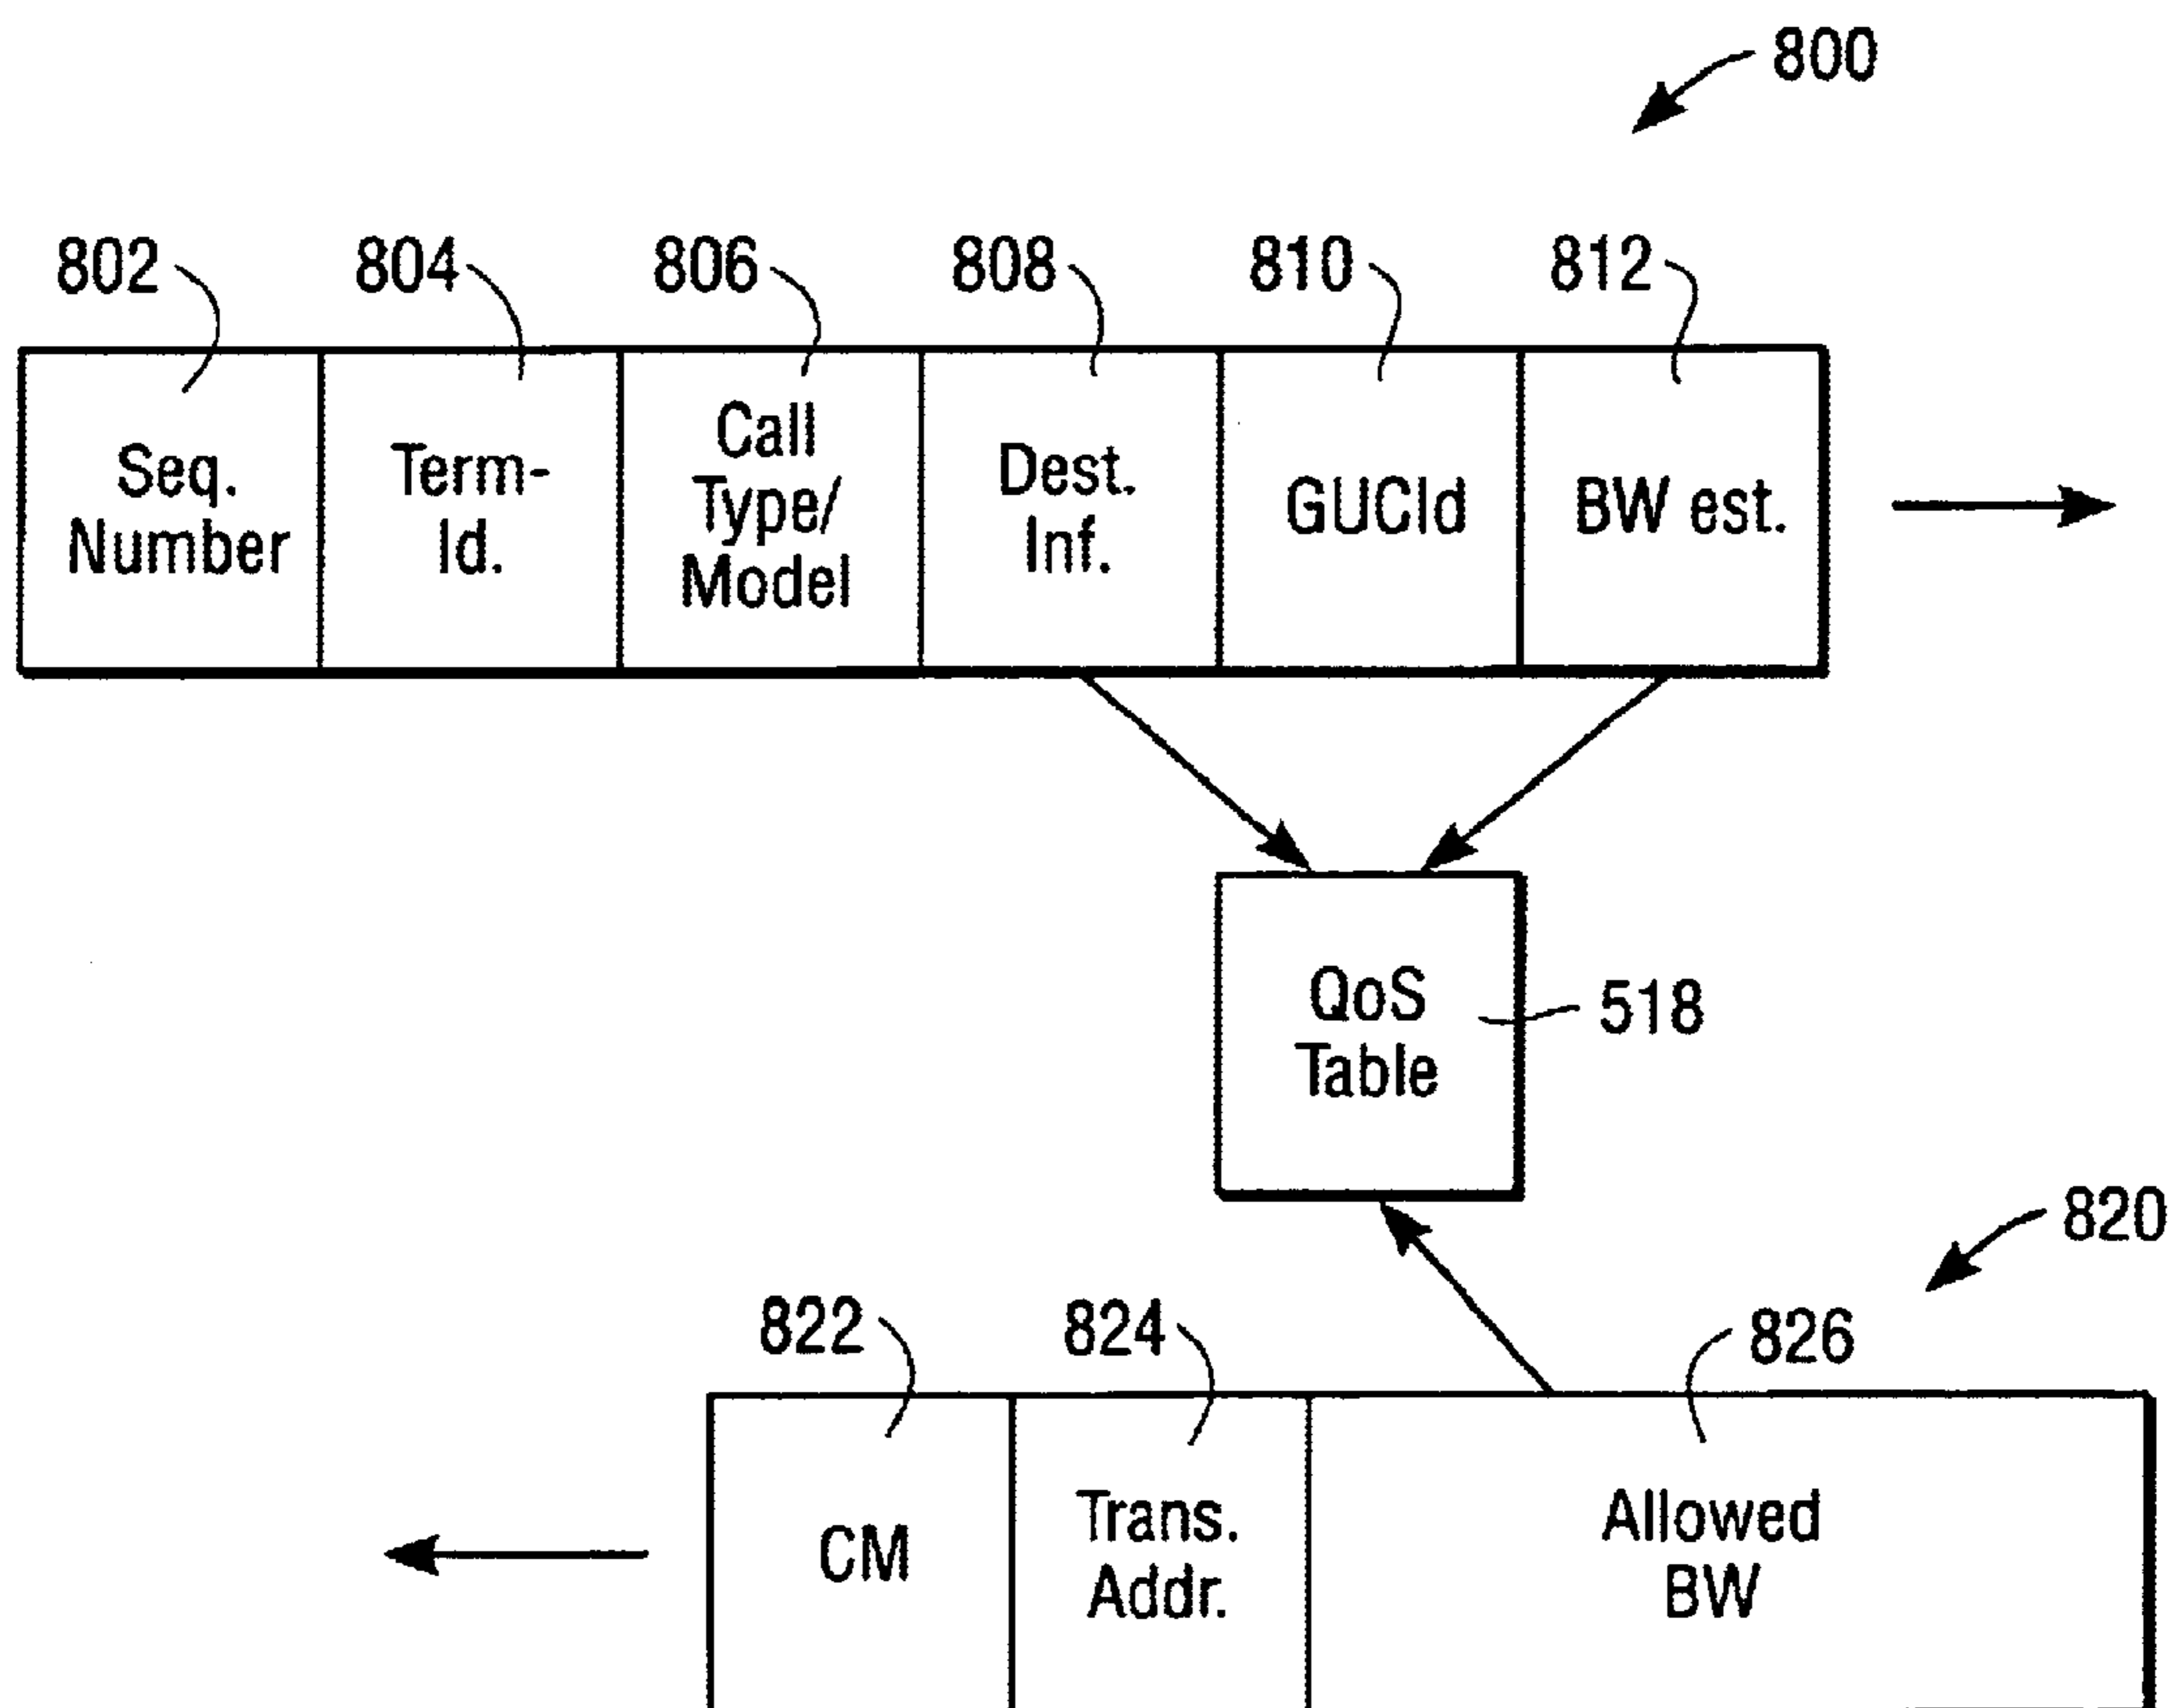 800
802
804
806
808
810
812
Seq.
Number
Term-
Id.
Call
Type/
Model
Dest.
Inf.
GUCId
BW est.
QoS
Table
518
820
822
824
826
CM
Trans.
Addr.
Allowed
BW